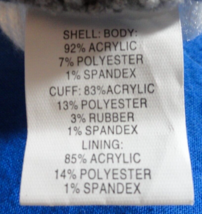 SHELL: BODY:
92% ACRYLIC
7% POLYESTER
1% SPANDEX
CUFF: 83%ACRYLIC
13% POLYESTER
3% RUBBER
1% SPANDEX
LINING:
85% ACRYLIC
14% POLYESTER
1% SPANDEX